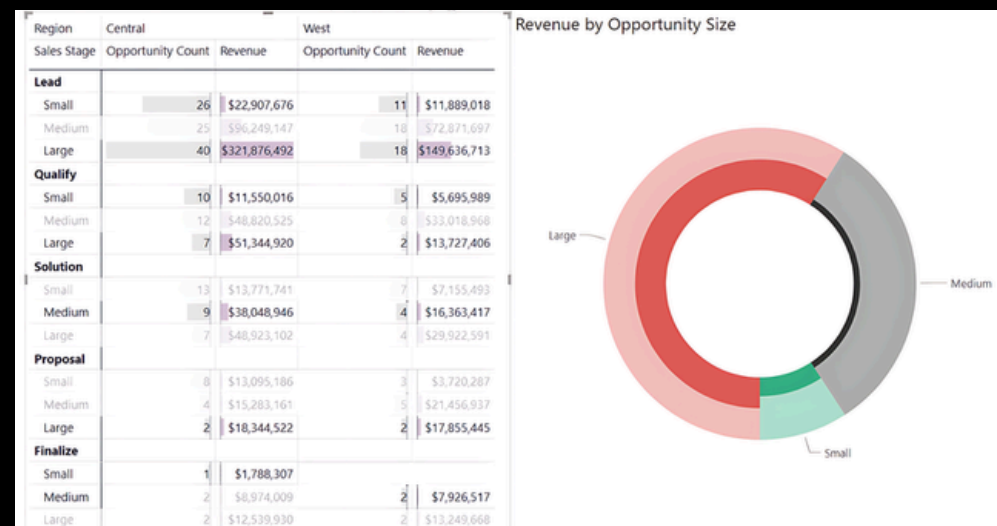 Region Central West
Sales Stage Opportunity Count Revenue Opportunity Count Revenue
Lead
Small 26 $22,907,676 11 $11,889,018
Medium 25 $96,249,147 18 $72,871,697
Large 40 $321,876,492 18 $149,636,713
Qualify
Small 10 $11,550,016 5 $5,695,989
Medium 12 $48,820,525 8 $33,018,968
Large 7 $51,344,920 2 $13,727,406
Solution
Small 13 $13,771,741 7 $7,155,493
Medium 9 $38,048,946 4 $16,363,417
Large 7 $48,923,102 4 $29,922,591
Proposal
Small 8 $13,095,186 3 $3,720,287
Medium 4 $15,283,161 5 $21,456,937
Large 2 $18,344,522 2 $17,855,445
Finalize
Small 1 $1,788,307
Medium 2 $8,974,009 2 $7,926,517
Large 2 $12,539,930 2 $13,249,668
Revenue by Opportunity Size
Large
Medium
Small